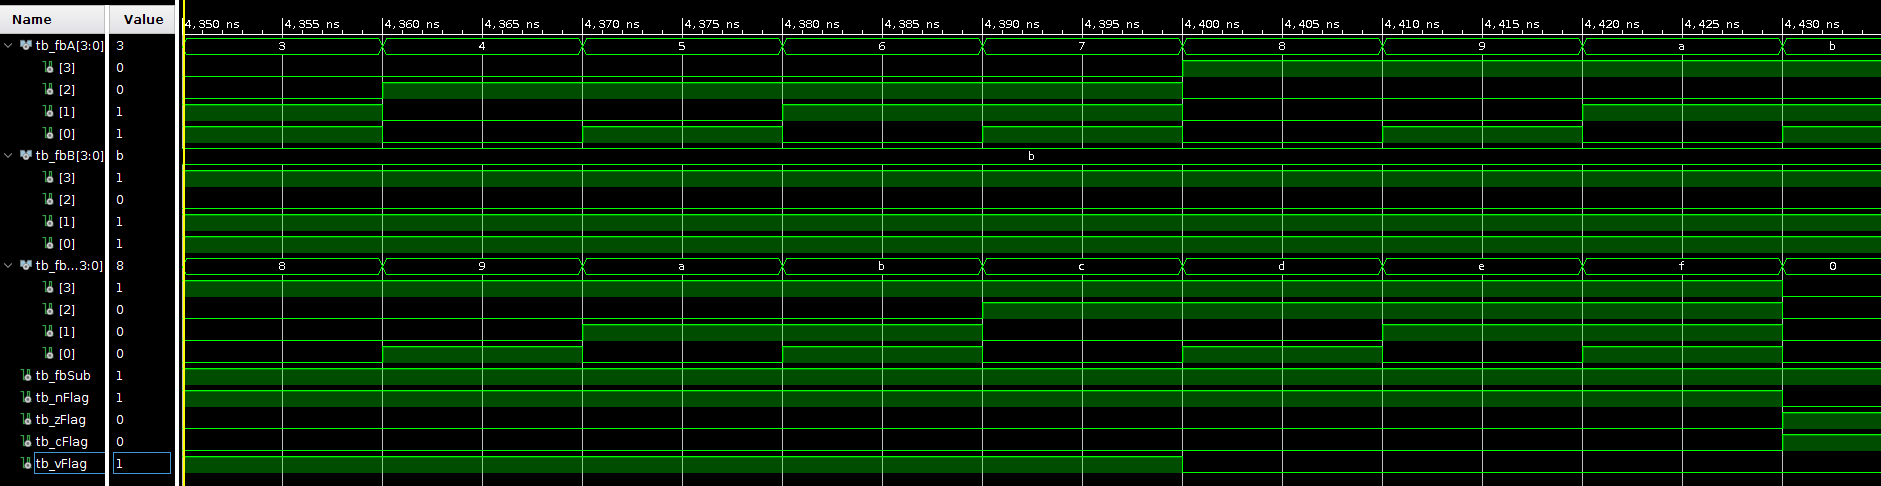 Name Value 4,350 ns 4,355 ns 4,360 ns 4,365 ns 4,370 ns 4,375 ns 4,380 ns 4,385 ns 4,390 ns 4,395 ns 4,400 ns 4,405 ns 4,410 ns 4,415 ns 4,420 ns 4,425 ns 4,430 ns
tb_fbA[3:0] 3 3 4 5 6 7 8 9 a b
[3] 0
[2] 0
[1] 1
[0] 1
tb_fbB[3:0] b b
[3] 1
[2] 0
[1] 1
[0] 1
tb_fb...3:0] 8 8 9 a b c d e f 0
[3] 1
[2] 0
[1] 0
[0] 0
tb_fbSub 1
tb_nFlag 1
tb_zFlag 0
tb_cFlag 0
tb_vFlag 1